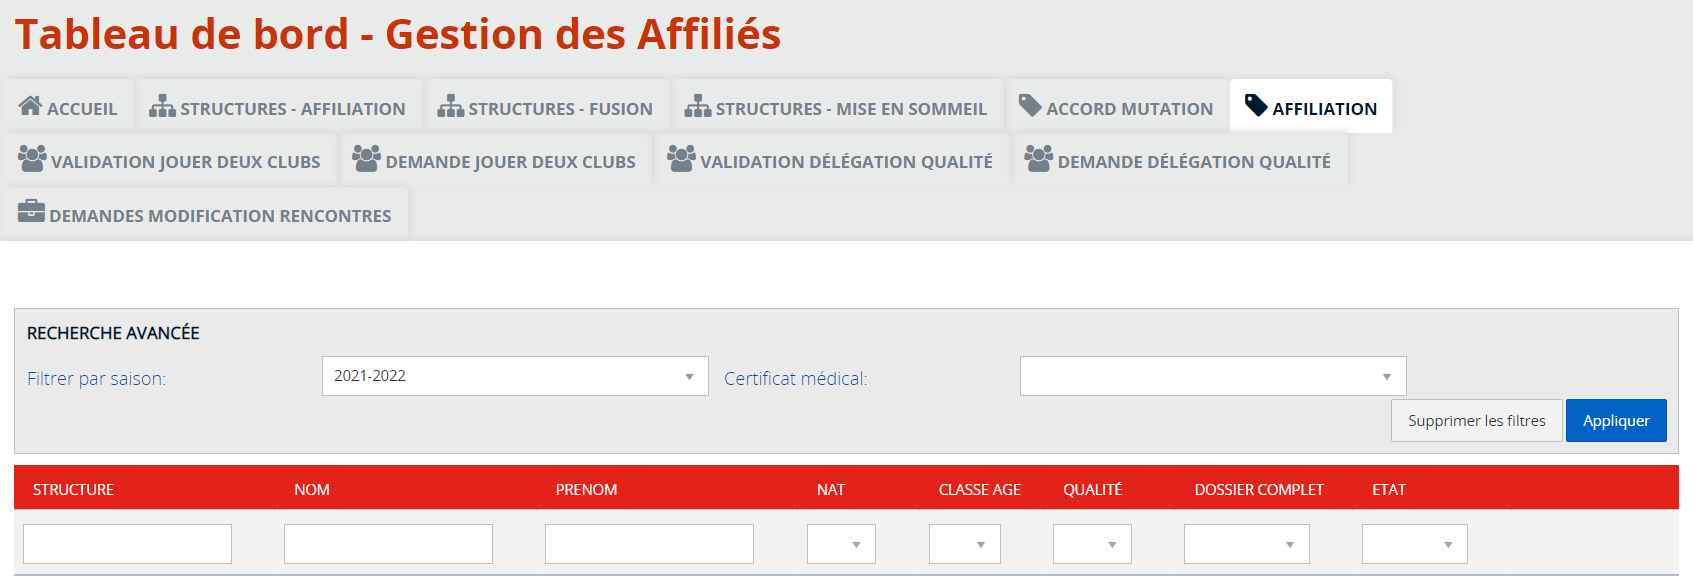 Tableau de bord - Gestion des Affiliés
ACCUEIL STRUCTURES - AFFILIATION STRUCTURES - FUSION STRUCTURES - MISE EN SOMMEIL ACCORD MUTATION AFFILIATION
VALIDATION JOUER DEUX CLUBS DEMANDE JOUER DEUX CLUBS VALIDATION DÉLÉGATION QUALITÉ DEMANDE DÉLÉGATION QUALITÉ
DEMANDES MODIFICATION RENCONTRES
RECHERCHE AVANCÉE
Filtrer par saison: 2021-2022 Certificat médical:
Supprimer les filtres Appliquer
STRUCTURE NOM PRENOM NAT CLASSE AGE QUALITÉ DOSSIER COMPLET ETAT